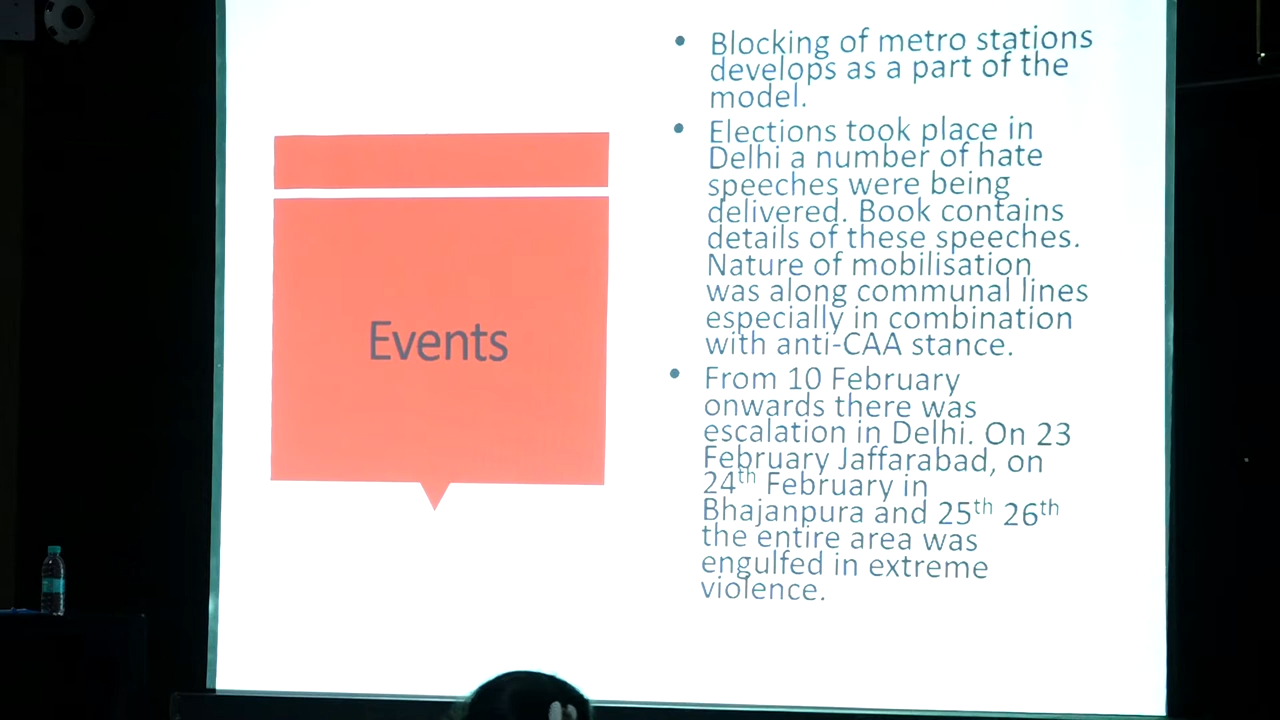 Events
• Blocking of metro stations
develops as a part of the
model.
• Elections took place in
Delhi a number of hate
speeches were being
delivered. Book contains
details of these speeches.
Nature of mobilisation
was along communal lines
especially in combination
with anti-CAA stance.
• From 10 February
onwards there was
escalation in Delhi. On 23
February Jaffarabad, on
24th February in
Bhajanpura and 25th 26th
the entire area was
engulfed in extreme
violence.